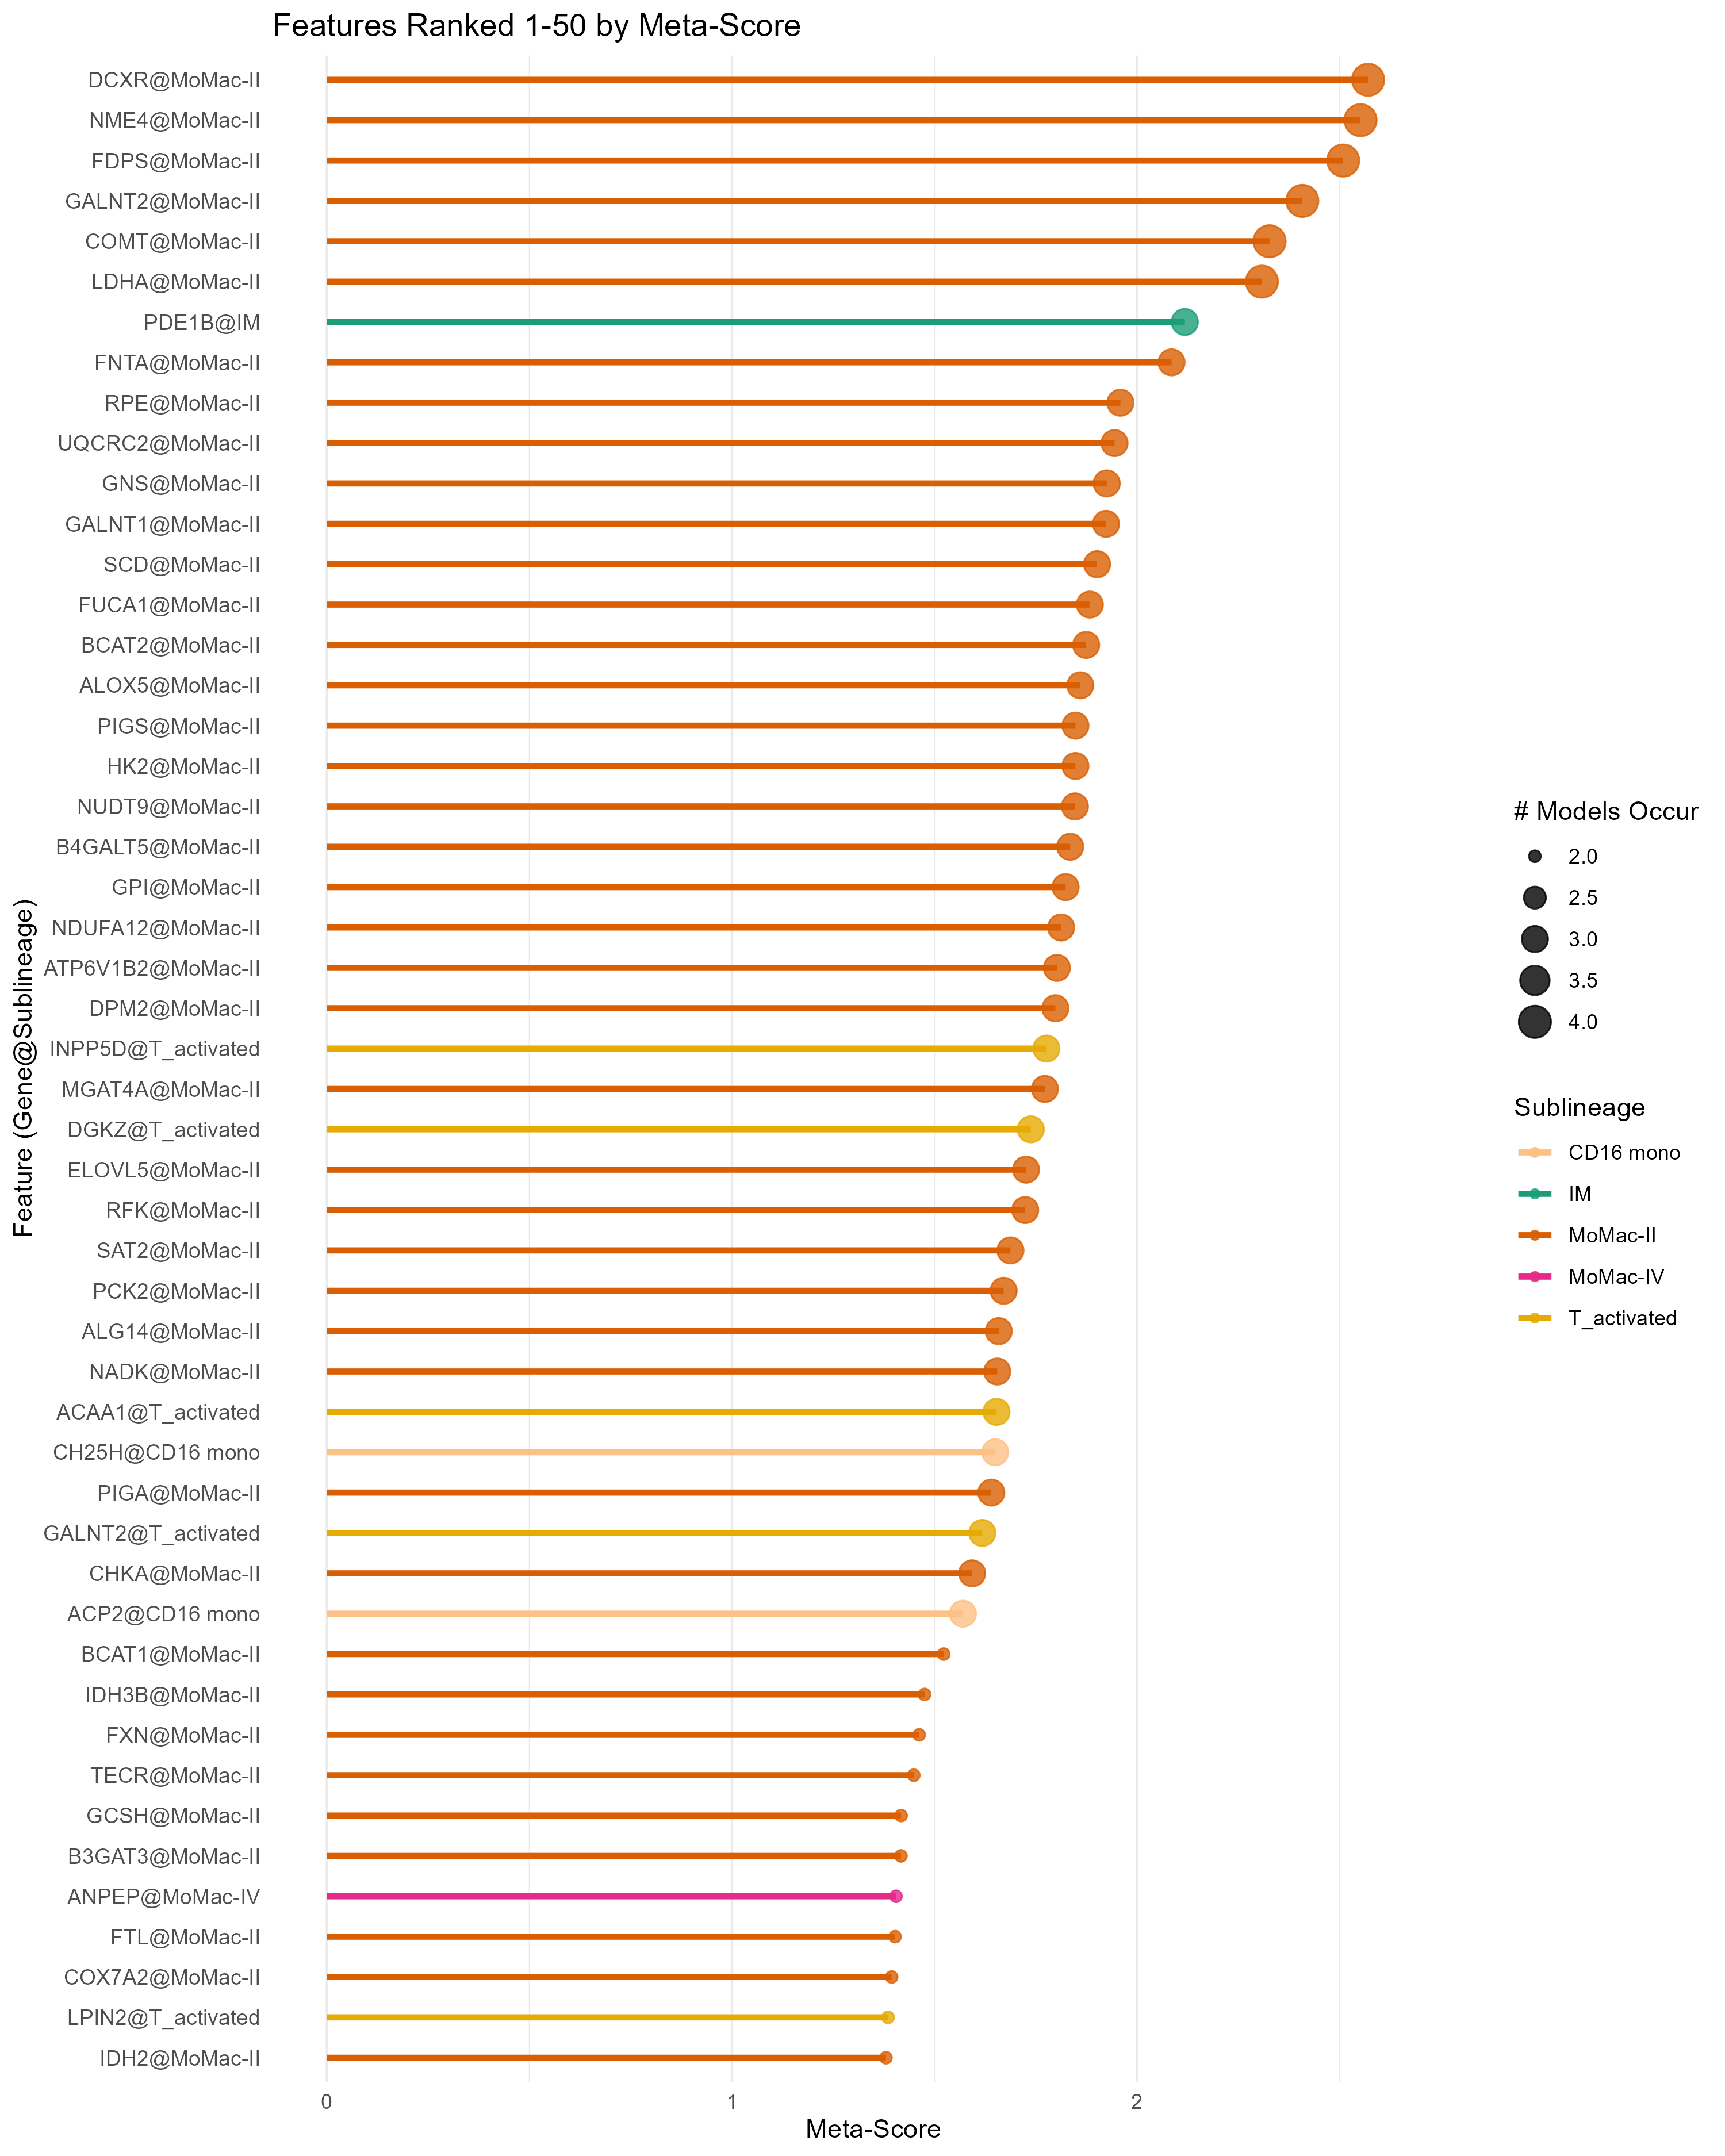 Features Ranked 1-50 by Meta-Score
DCXR@MoMac-II
NME4@MoMac-II
FDPS@MoMac-II
GALNT2@MoMac-II
COMT@MoMac-II
LDHA@MoMac-II
PDE1B@IM
FNTA@MoMac-II
RPE@MoMac-II
UQCRC2@MoMac-II
GNS@MoMac-II
GALNT1@MoMac-II
SCD@MoMac-II
FUCA1@MoMac-II
BCAT2@MoMac-II
ALOX5@MoMac-II
PIGS@MoMac-II
HK2@MoMac-II
NUDT9@MoMac-II
B4GALT5@MoMac-II
GPI@MoMac-II
NDUFA12@MoMac-II
ATP6V1B2@MoMac-II
DPM2@MoMac-II
INPP5D@T_activated
MGAT4A@MoMac-II
DGKZ@T_activated
ELOVL5@MoMac-II
RFK@MoMac-II
SAT2@MoMac-II
PCK2@MoMac-II
ALG14@MoMac-II
NADK@MoMac-II
ACAA1@T_activated
CH25H@CD16 mono
PIGA@MoMac-II
GALNT2@T_activated
CHKA@MoMac-II
ACP2@CD16 mono
BCAT1@MoMac-II
IDH3B@MoMac-II
FXN@MoMac-II
TECR@MoMac-II
GCSH@MoMac-II
B3GAT3@MoMac-II
ANPEP@MoMac-IV
FTL@MoMac-II
COX7A2@MoMac-II
LPIN2@T_activated
IDH2@MoMac-II
Feature (Gene@Sublineage)
0
1
2
Meta-Score
# Models Occur
2.0
2.5
3.0
3.5
4.0
Sublineage
CD16 mono
IM
MoMac-II
MoMac-IV
T_activated